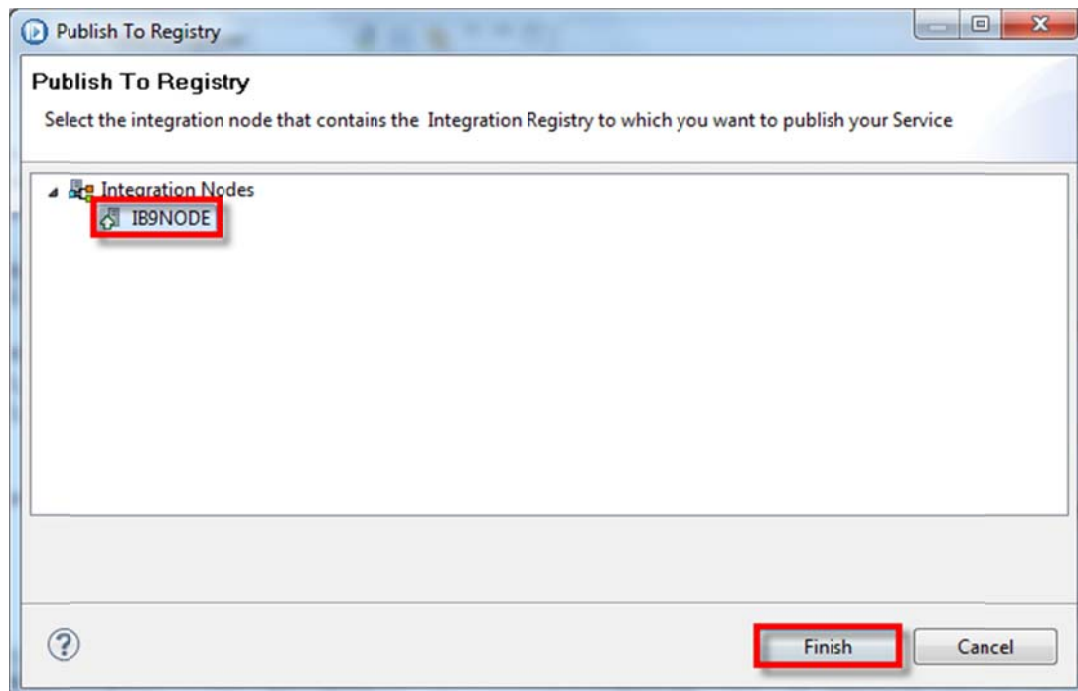 Publish To Registry
Publish To Registry
Select the integration node that contains the Integration Registry to which you want to publish your Service
Integration Nodes
IB9NODE
Finish
Cancel